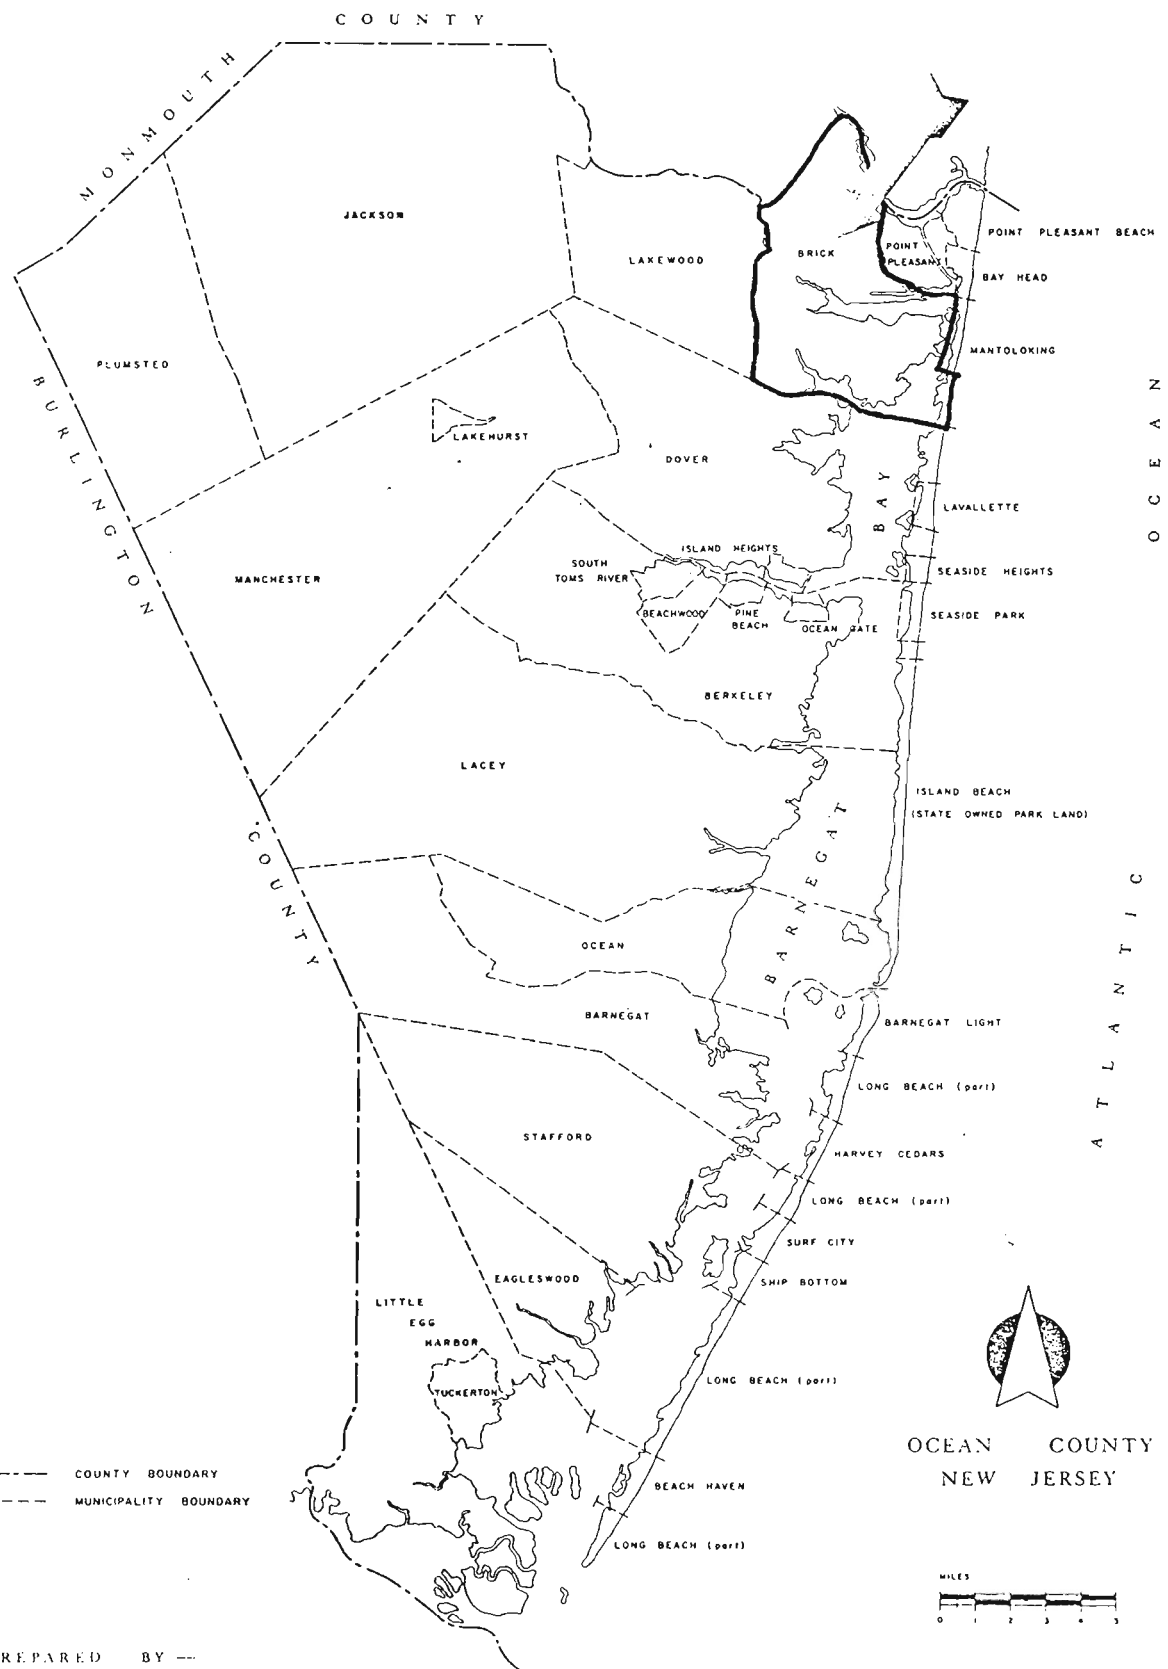 COUNTY
MONMOUTH
JACKSON
LAKEWOOD
BRICK
POINT
PLEASANT
POINT PLEASANT BEACH
BAY HEAD
MANTOLOKING
PLUMSTED
BURLINGTON
COUNTY
LAKEHURST
DOVER
BAY
OCEAN
LAVALLETTE
MANCHESTER
ISLAND HEIGHTS
SOUTH
TOMS RIVER
SEASIDE HEIGHTS
BEACHWOOD
PINE
BEACH
OCEAN GATE
SEASIDE PARK
BERKELEY
LACEY
ISLAND BEACH
(STATE OWNED PARK LAND)
BARNEGAT
ATLANTIC
OCEAN
BARNEGAT
BARNEGAT LIGHT
LONG BEACH (part)
STAFFORD
HARVEY CEDARS
LONG BEACH (part)
SURF CITY
EAGLESWOOD
SHIP BOTTOM
LITTLE
EGG
HARBOR
TUCKERTON
LONG BEACH (part)
OCEAN COUNTY
NEW JERSEY
COUNTY BOUNDARY
MUNICIPALITY BOUNDARY
BEACH HAVEN
LONG BEACH (part)
MILES
0 1 2 3 4 5
REPARED BY —